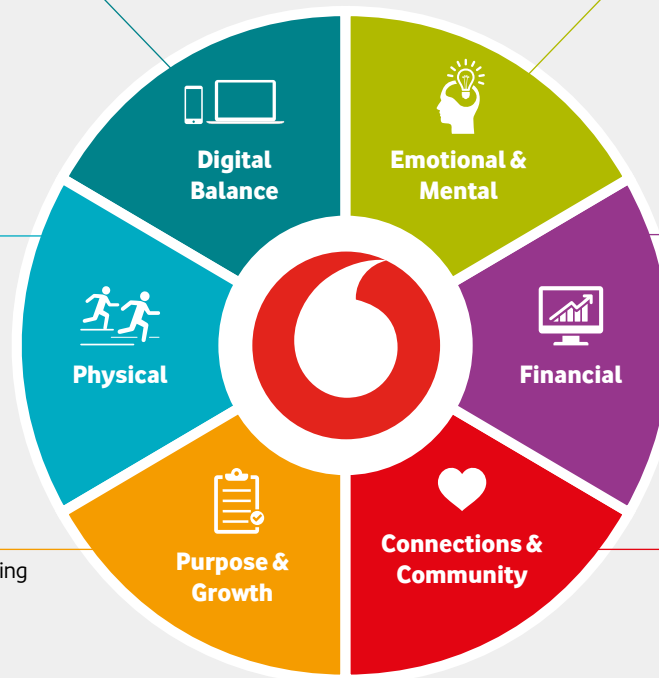 Digital
Balance
Emotional &
Mental
Physical
Financial
Purpose &
Growth
Connections &
Community
ing